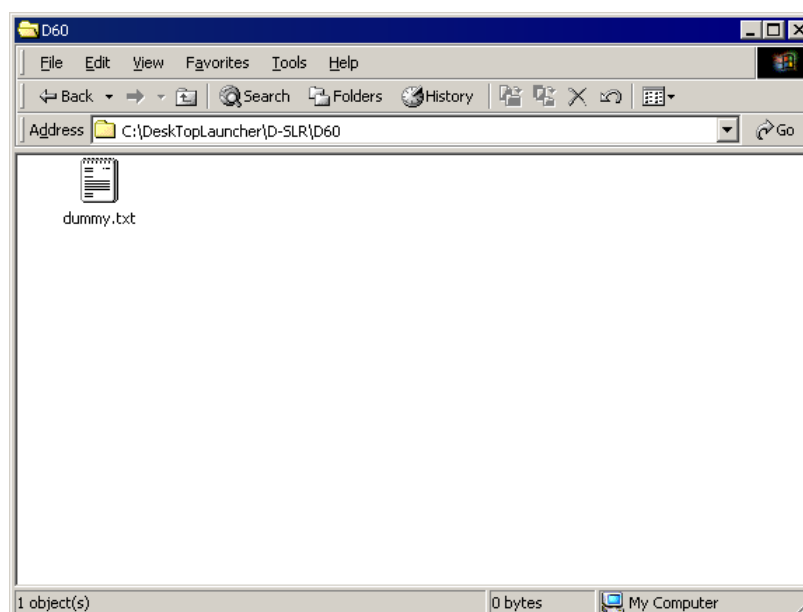 D60
File Edit View Favorites Tools Help
Back Search Folders History
Address C:\DeskTopLauncher\D-SLR\D60 Go
dummy.txt
1 object(s) 0 bytes My Computer